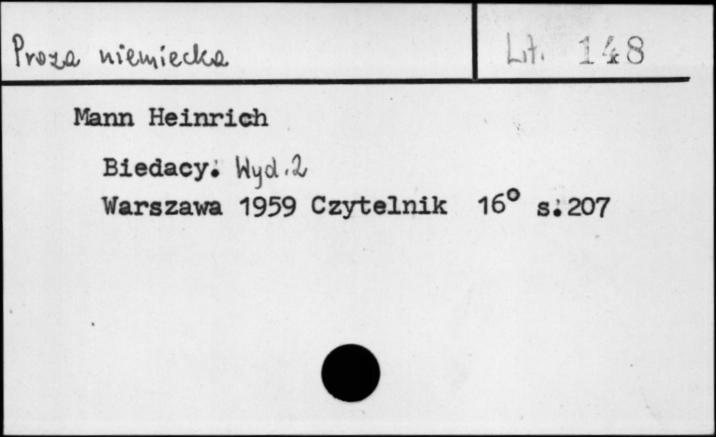 Proza niemiecka
Lit. 148
Mann Heinrich
Biedacy. Wyd.2
Warszawa 1959 Czytelnik 16° s.207